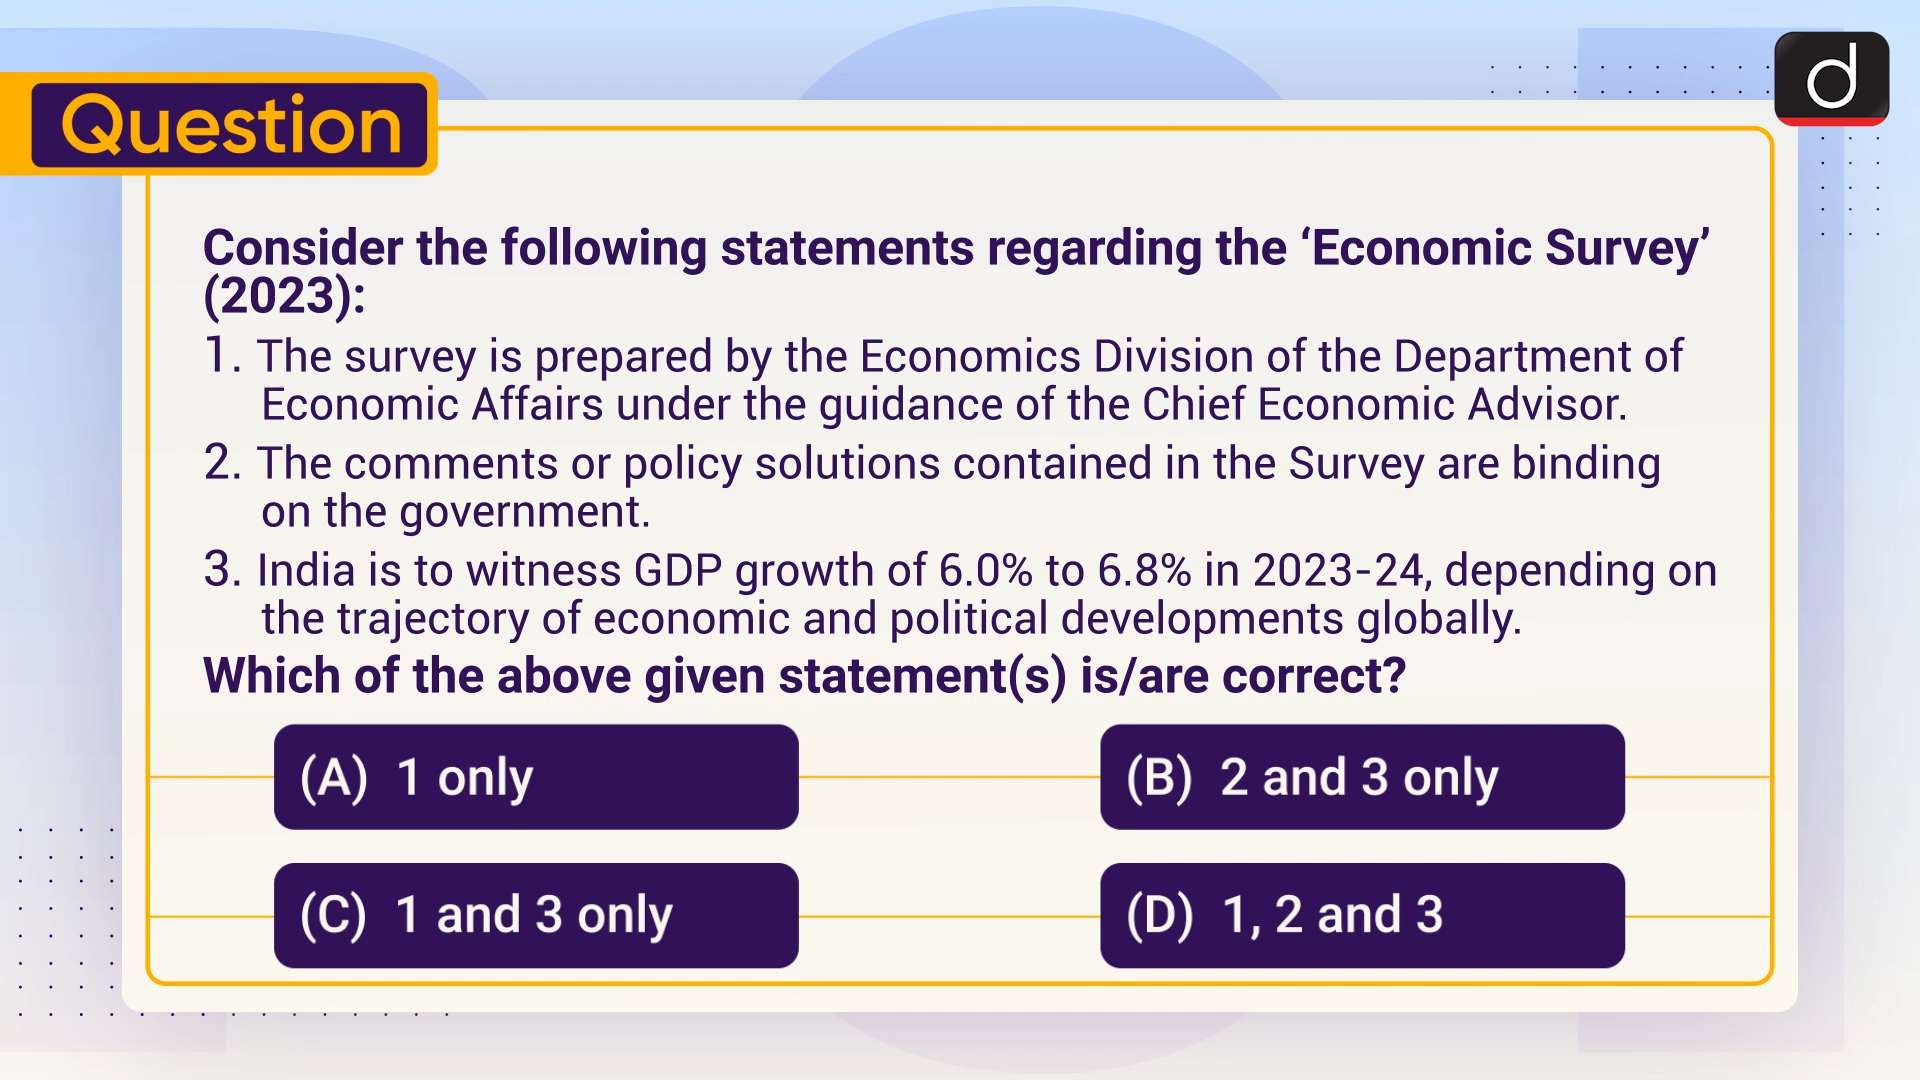 Question
d
Consider the following statements regarding the ‘Economic Survey’
(2023):
1. The survey is prepared by the Economics Division of the Department of
Economic Affairs under the guidance of the Chief Economic Advisor.
2. The comments or policy solutions contained in the Survey are binding
on the government.
3. India is to witness GDP growth of 6.0% to 6.8% in 2023-24, depending on
the trajectory of economic and political developments globally.
Which of the above given statement(s) is/are correct?
(A) 1 only
(B) 2 and 3 only
(C) 1 and 3 only
(D) 1, 2 and 3